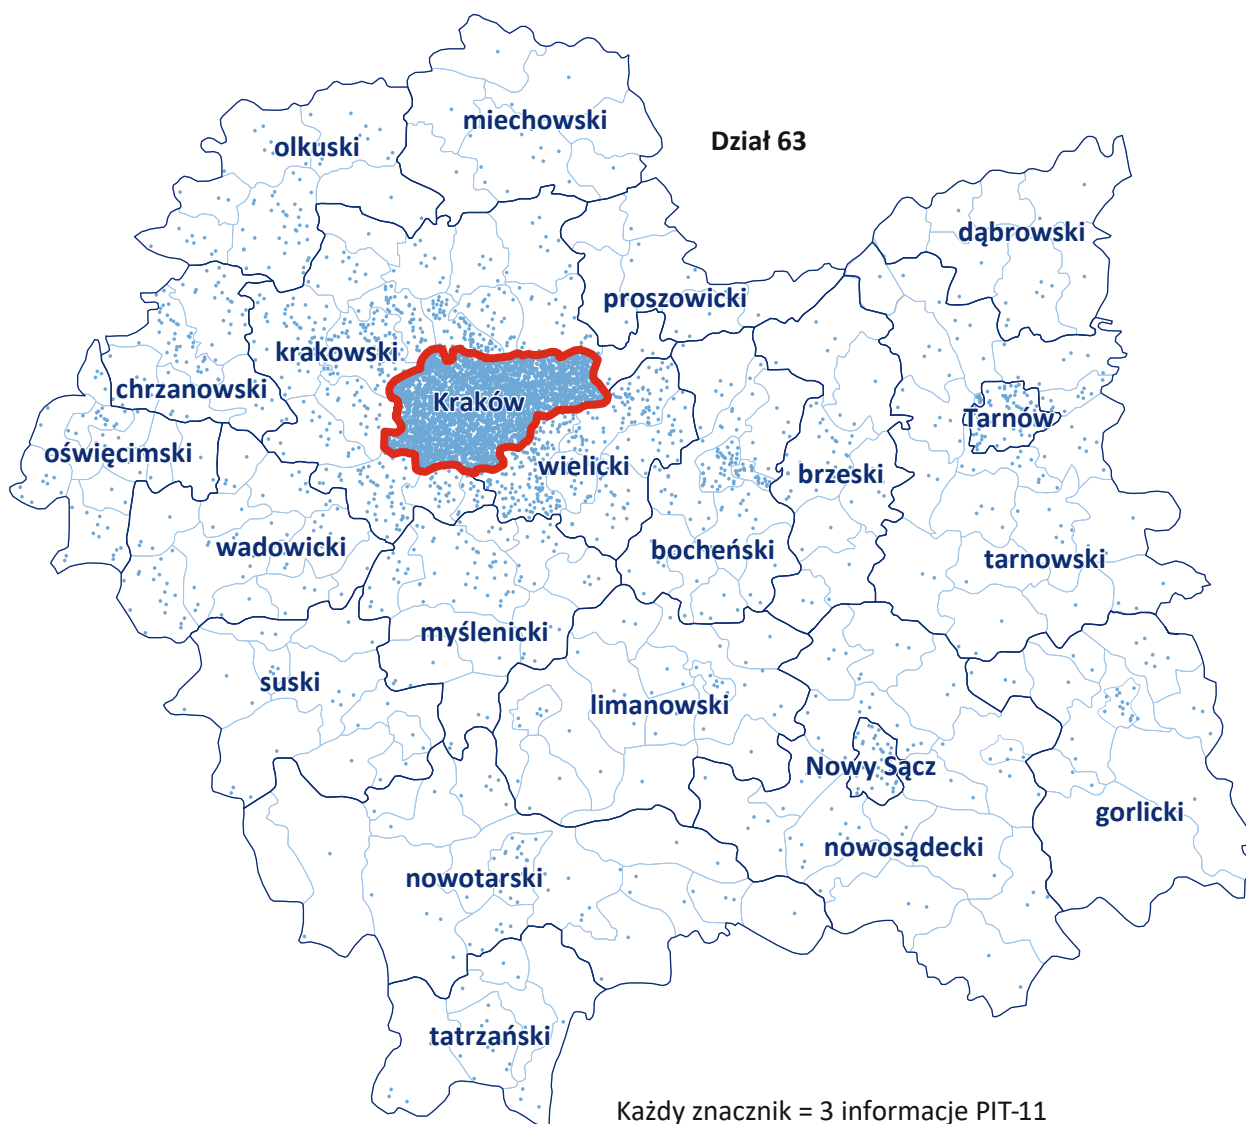 miechowski
Dział 63
olkuski
dąbrowski
proszowicki
krakowski
chrzanowski
Kraków
Tarnów
oświęcimski
wielicki
brzeski
wadowicki
bocheński
tarnowski
myślenicki
suski
limanowski
Nowy Sącz
gorlicki
nowosądecki
nowotarski
tatrzański
Każdy znacznik = 3 informacje PIT-11